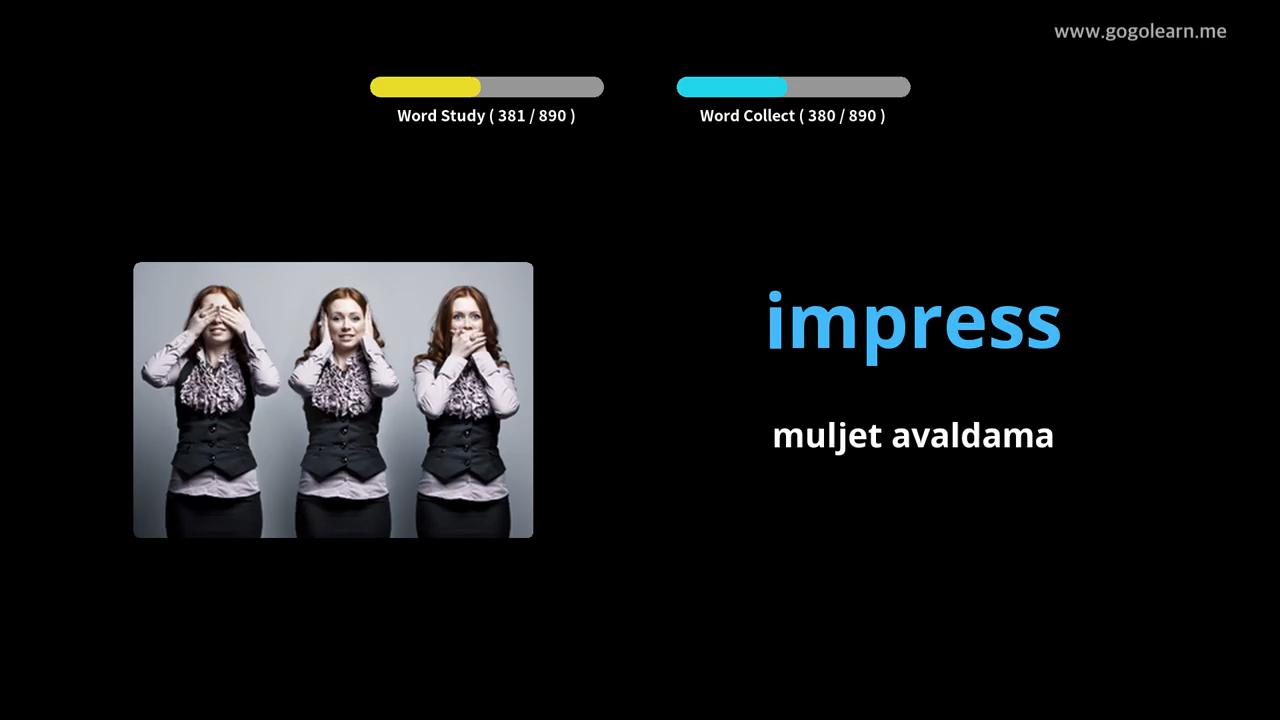 www.gogolearn.me
Word Study ( 381 / 890 )
Word Collect ( 380 / 890 )
impress
muljet avaldama